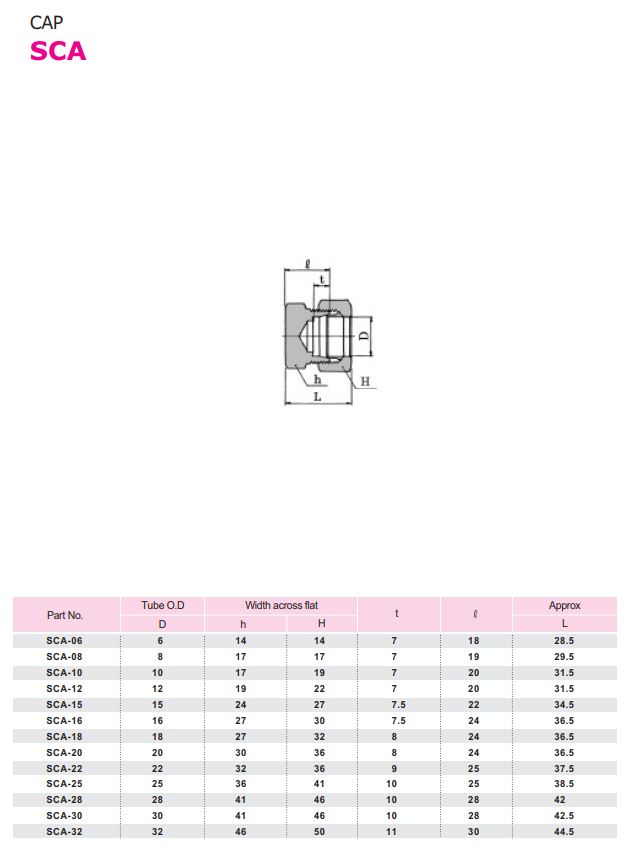 CAP
SCA
ℓ
t
D
h
H
L
Part No. Tube O.D Width across flat t ℓ Approx
D h H L
SCA-06 6 14 14 7 18 28.5
SCA-08 8 17 17 7 19 29.5
SCA-10 10 17 19 7 20 31.5
SCA-12 12 19 22 7 20 31.5
SCA-15 15 24 27 7.5 22 34.5
SCA-16 16 27 30 7.5 24 36.5
SCA-18 18 27 32 8 24 36.5
SCA-20 20 30 36 8 24 36.5
SCA-22 22 32 36 9 25 37.5
SCA-25 25 36 41 10 25 38.5
SCA-28 28 41 46 10 28 42
SCA-30 30 41 46 10 28 42.5
SCA-32 32 46 50 11 30 44.5